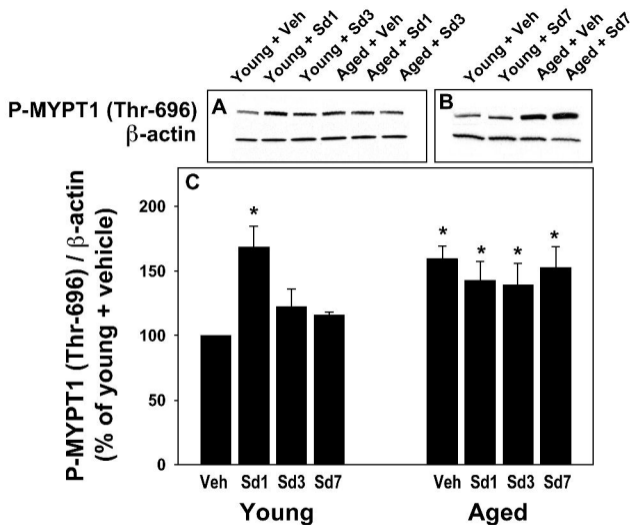 Young + Veh
Young + Sd1
Young + Sd3
Aged + Veh
Aged + Sd1
Aged + Sd3
Young + Veh
Young + Sd7
Aged + Veh
Aged + Sd7
A
B
P-MYPT1 (Thr-696)
β-actin
C
P-MYPT1 (Thr-696) / β-actin
(% of young + vehicle)
200
150
100
50
0
*
*
*
*
*
Veh Sd1 Sd3 Sd7 Veh Sd1 Sd3 Sd7
Young Aged